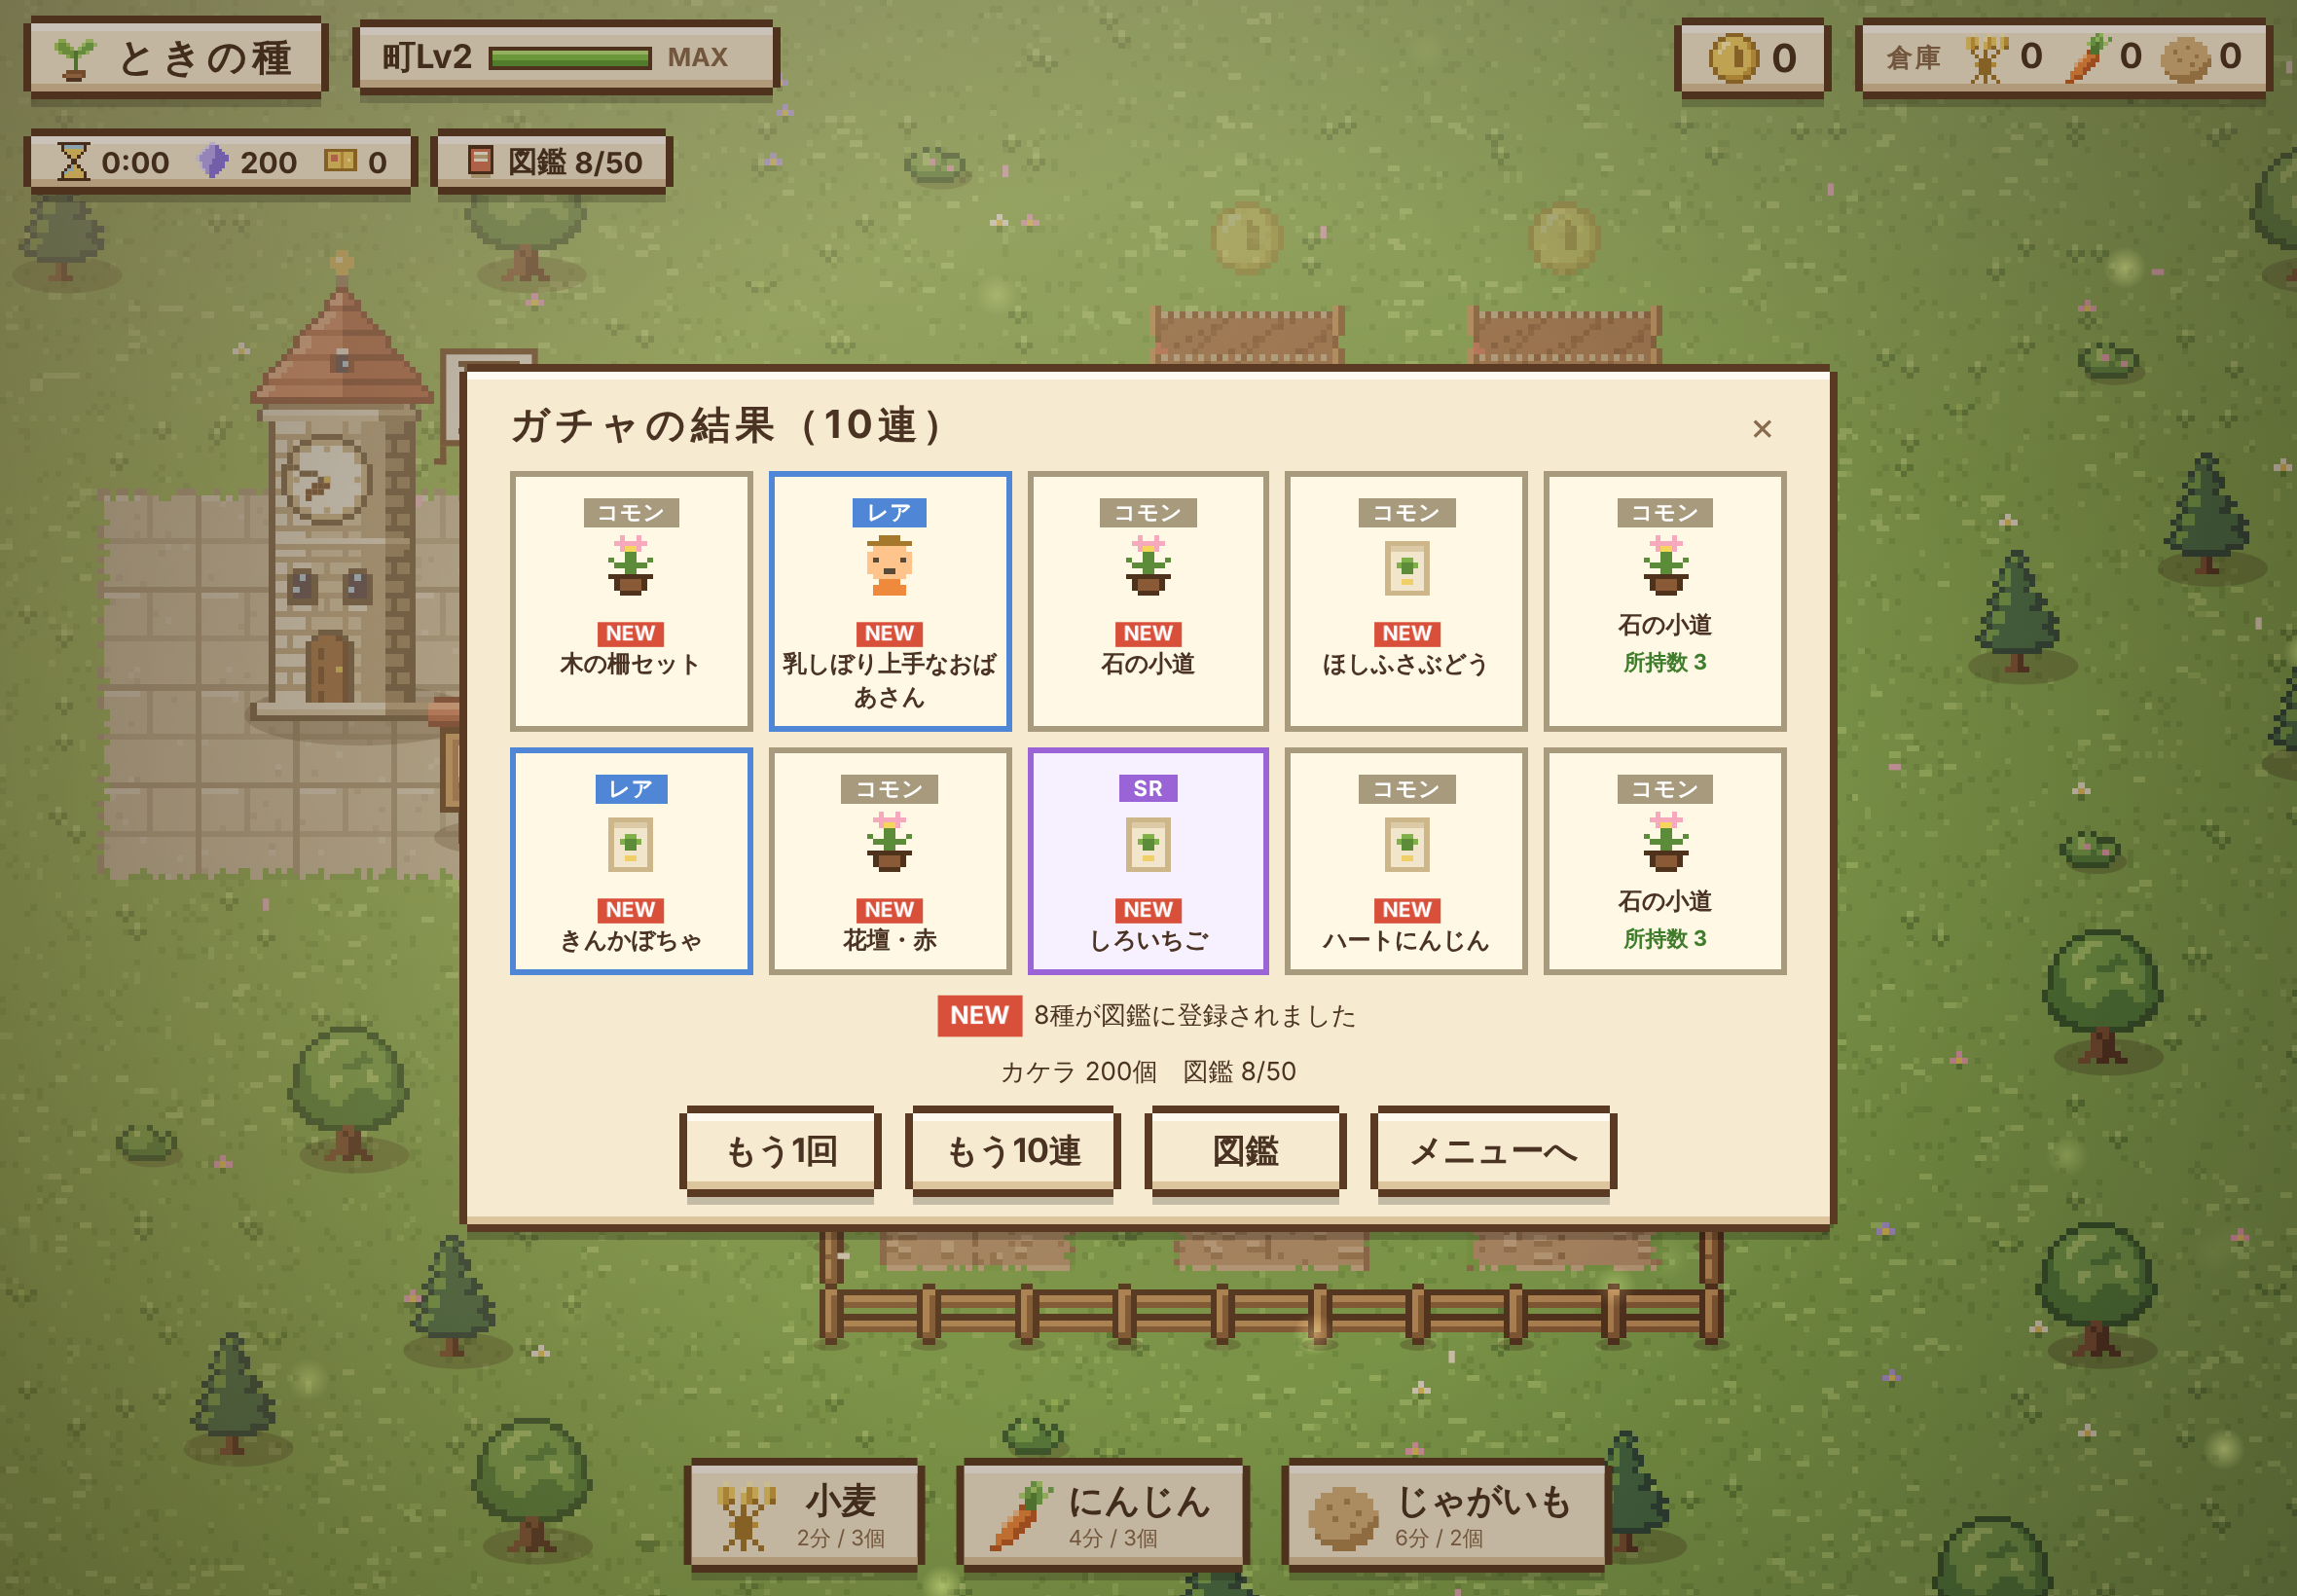 ときの種
町Lv2 MAX
0
倉庫 0 0 0
0:00 200 0
図鑑 8/50
ガチャの結果（10連）
×
コモン
NEW
木の柵セット
レア
NEW
乳しぼり上手なおば
あさん
コモン
NEW
石の小道
コモン
NEW
ほしふさぶどう
コモン
石の小道
所持数 3
レア
NEW
きんかぼちゃ
コモン
NEW
花壇・赤
SR
NEW
しろいちご
コモン
NEW
ハートにんじん
コモン
石の小道
所持数 3
NEW 8種が図鑑に登録されました
カケラ 200個　図鑑 8/50
もう1回
もう10連
図鑑
メニューへ
小麦
2分 / 3個
にんじん
4分 / 3個
じゃがいも
6分 / 2個